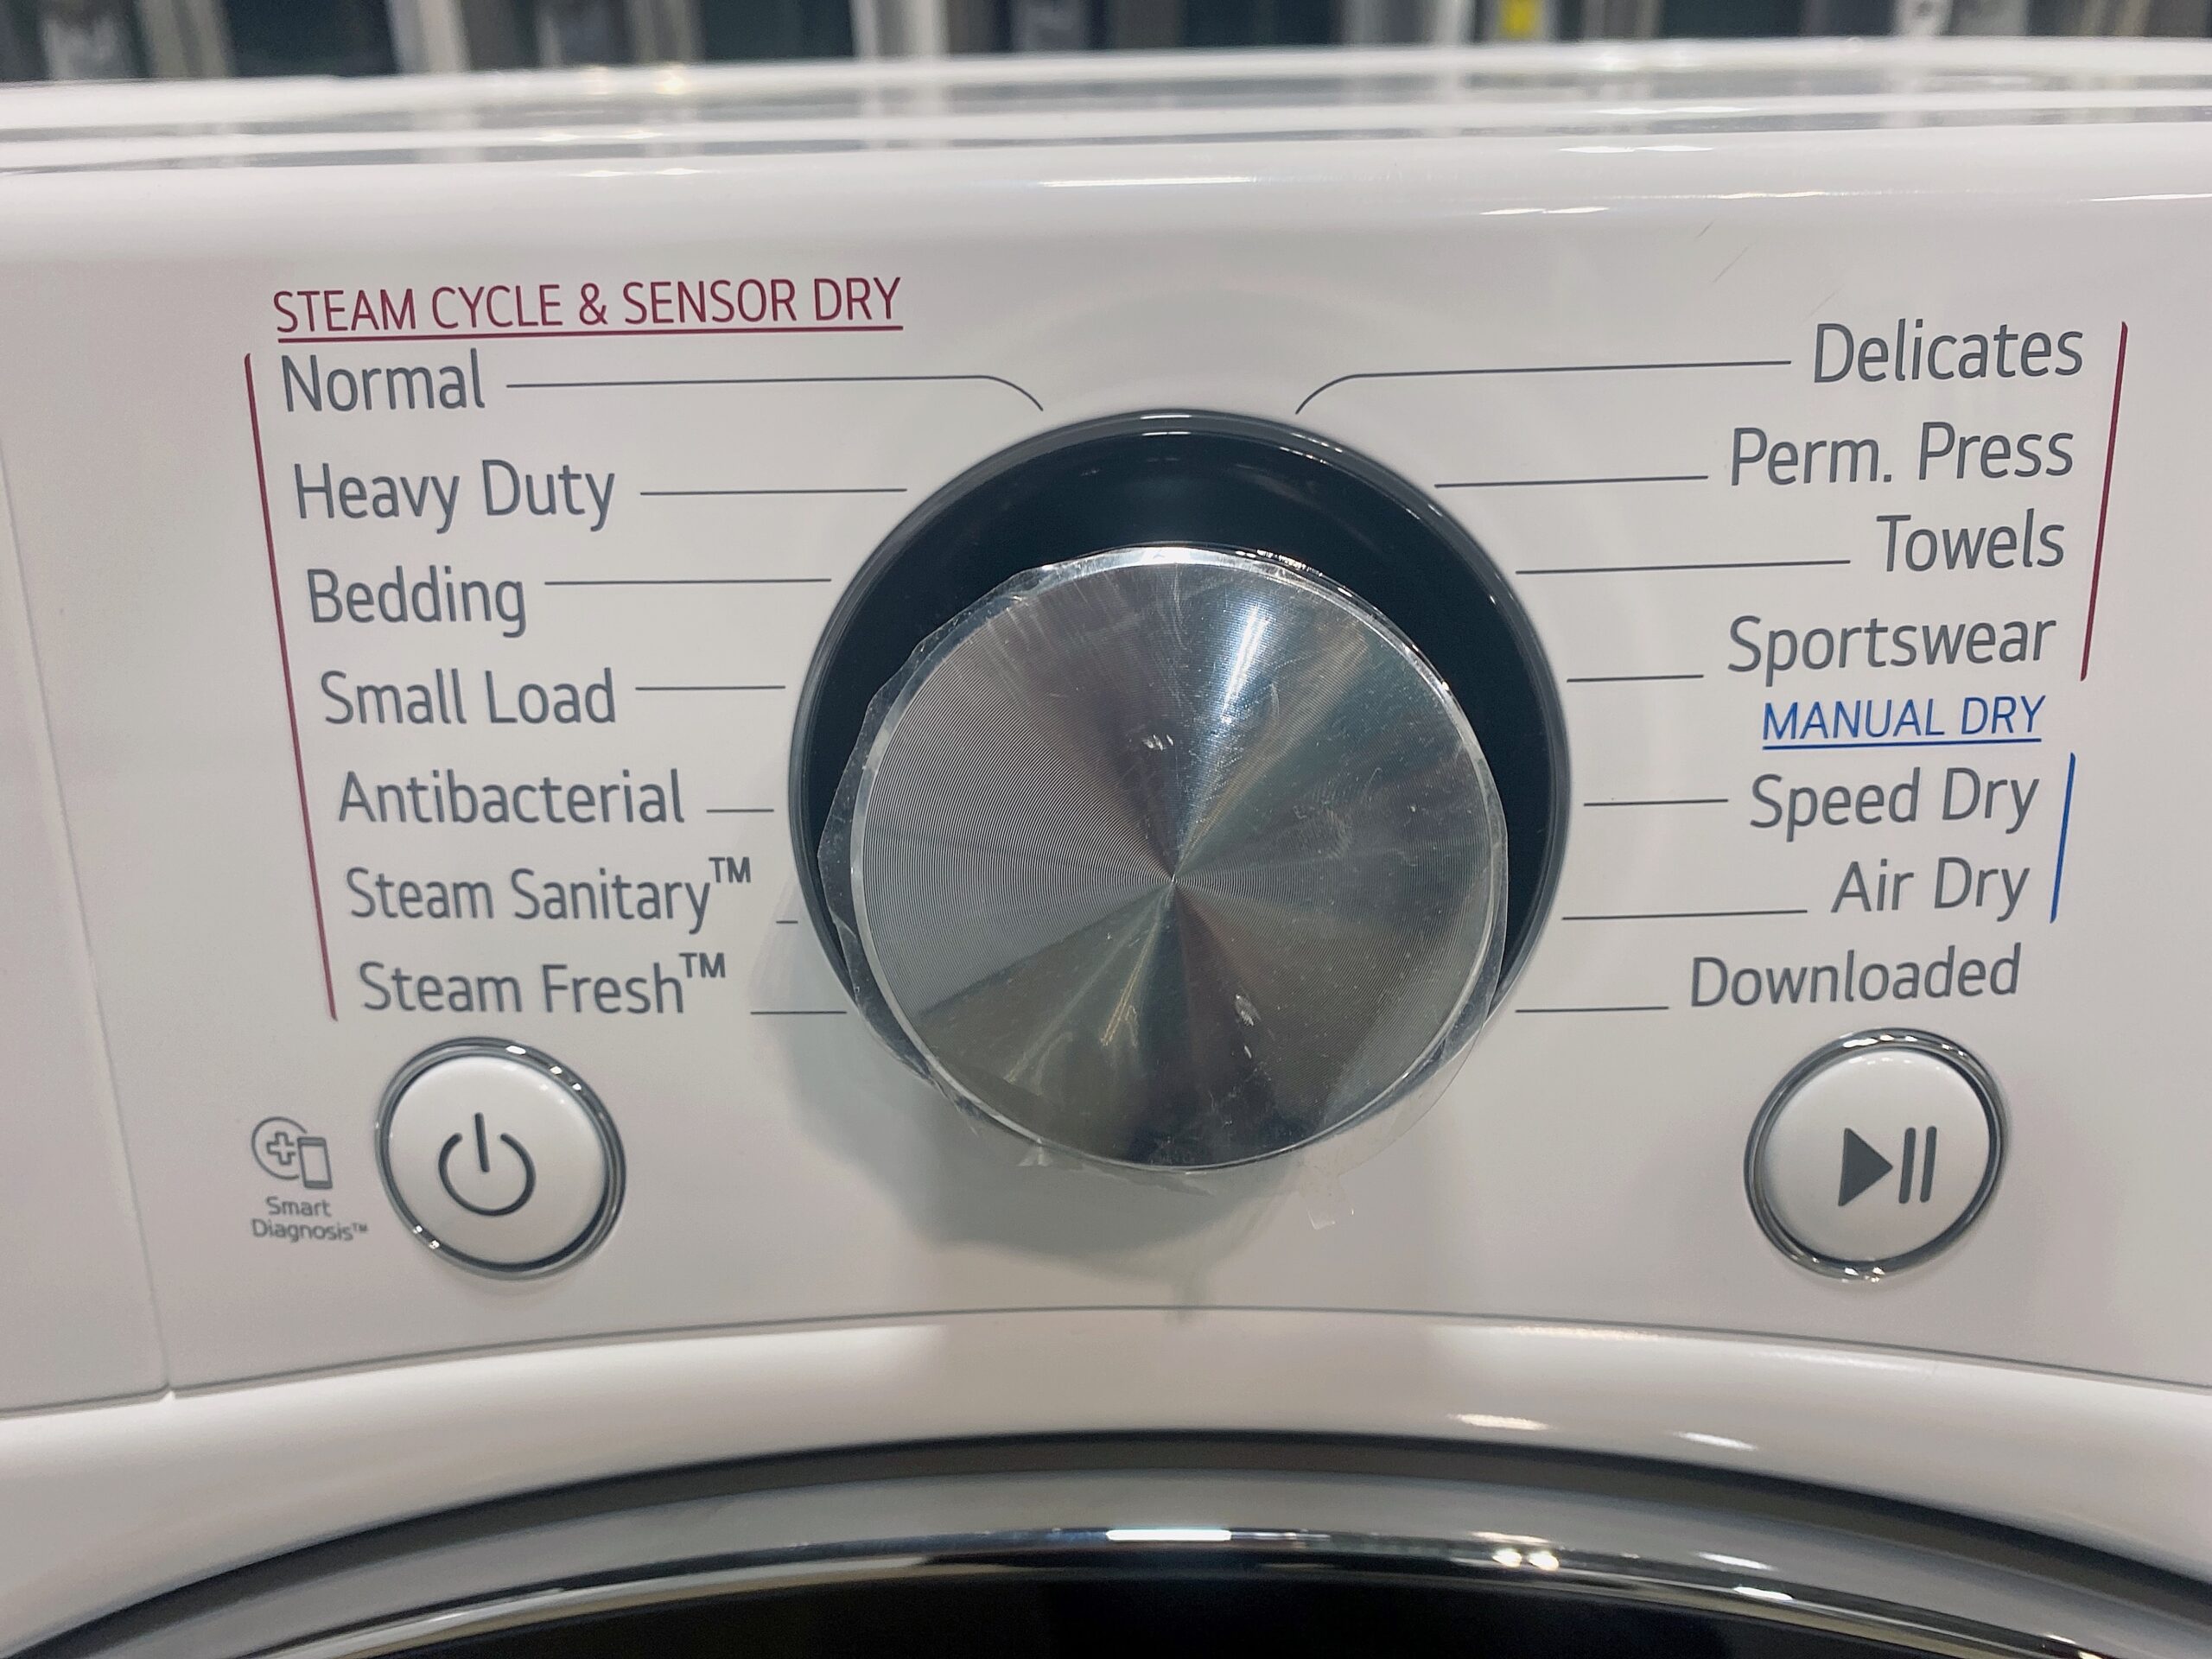 STEAM CYCLE & SENSOR DRY
Normal
Heavy Duty
Bedding
Small Load
Antibacterial
Steam Sanitary™
Steam Fresh™
Delicates
Perm. Press
Towels
Sportswear
MANUAL DRY
Speed Dry
Air Dry
Downloaded
Smart
Diagnosis™